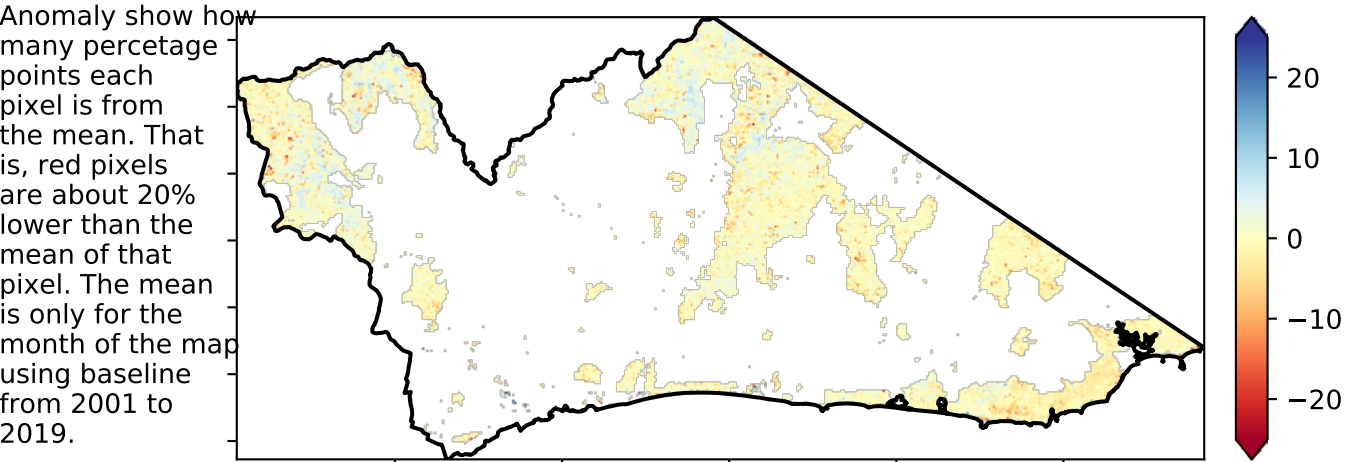 Anomaly show how
many percetage
points each
pixel is from
the mean. That
is, red pixels
are about 20%
lower than the
mean of that
pixel. The mean
is only for the
month of the map
using baseline
from 2001 to
2019.
20
10
0
−10
−20